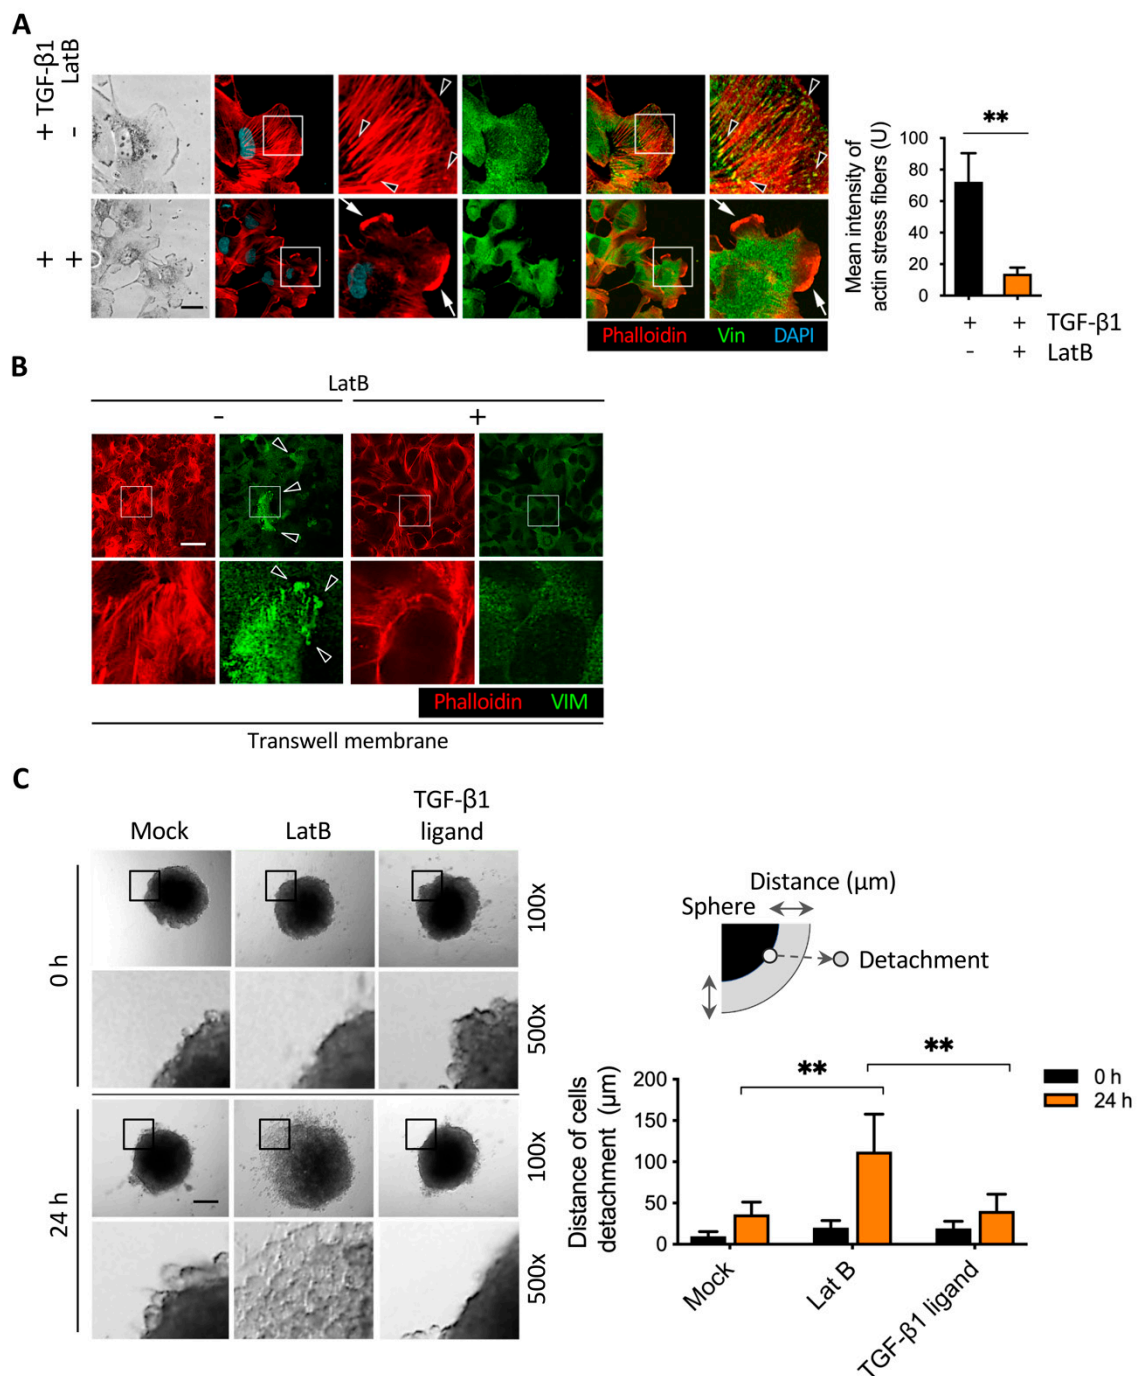 A
TGF-β1
LatB
+ -
+ +
Phalloidin Vin DAPI
Mean intensity of
actin stress fibers (U)
100
80
60
40
20
0
**
+ + TGF-β1
- + LatB
B
LatB
- +
Phalloidin VIM
Transwell membrane
C
Mock LatB TGF-β1
ligand
0 h
100x
500x
24 h
100x
500x
Distance (μm)
Sphere
Detachment
Distance of cells
detachment (μm)
200
150
100
50
0
** **
0 h
24 h
Mock
Lat B
TGF-β1 ligand